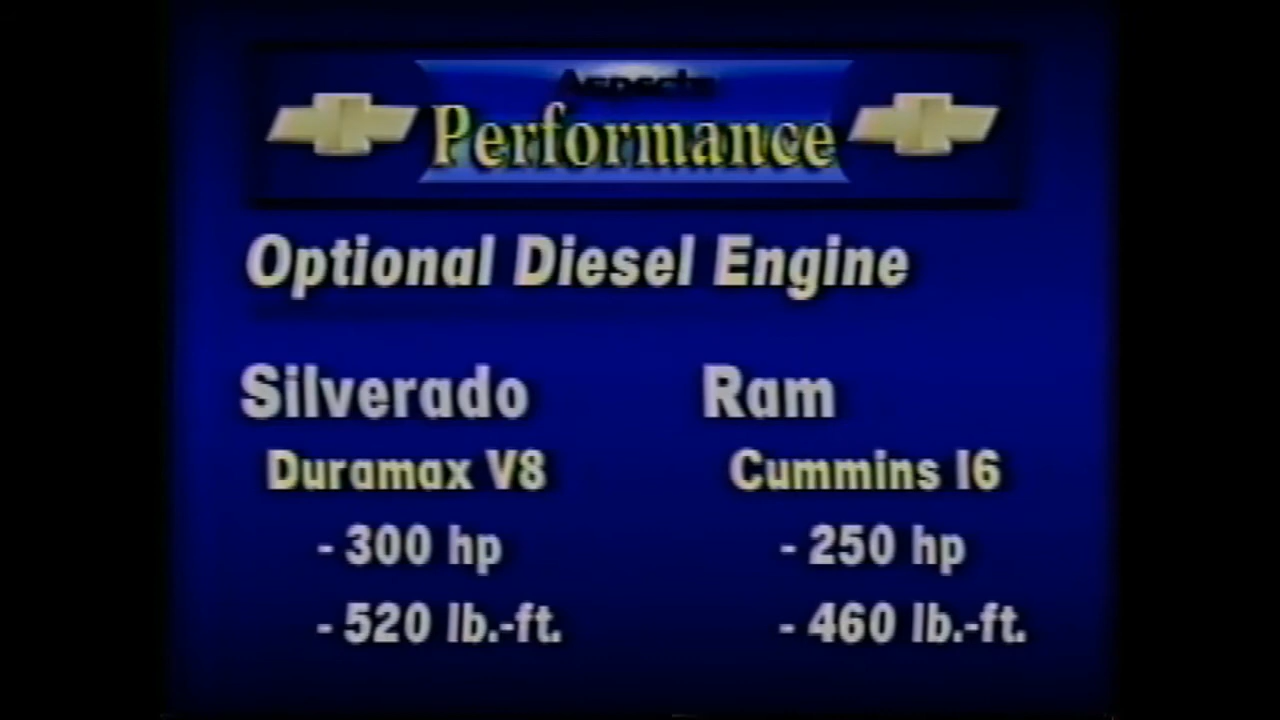 Performance
Optional Diesel Engine
Silverado Ram
Duramax V8 Cummins I6
- 300 hp - 250 hp
- 520 lb.-ft. - 460 lb.-ft.